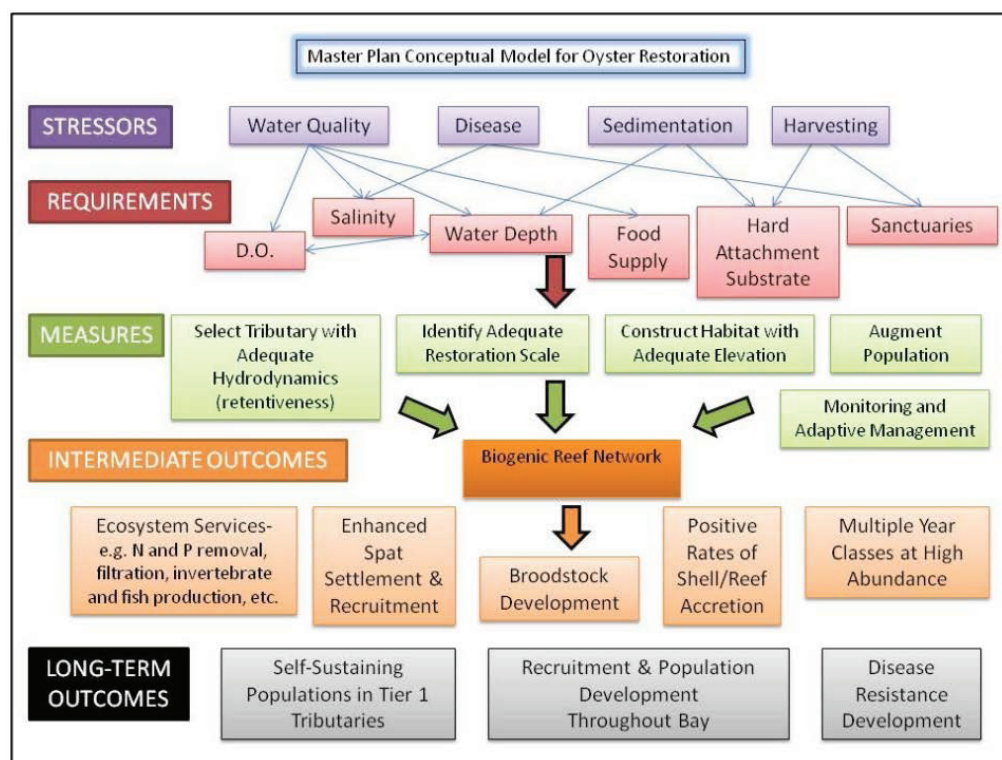 Master Plan Conceptual Model for Oyster Restoration
STRESSORS
Water Quality
Disease
Sedimentation
Harvesting
REQUIREMENTS
D.O.
Salinity
Water Depth
Food
Supply
Hard
Attachment
Substrate
Sanctuaries
MEASURES
Select Tributary with
Adequate
Hydrodynamics
(retentiveness)
Identify Adequate
Restoration Scale
Construct Habitat with
Adequate Elevation
Augment
Population
Monitoring and
Adaptive Management
INTERMEDIATE OUTCOMES
Biogenic Reef Network
Ecosystem Services-
e.g. N and P removal,
filtration, invertebrate
and fish production, etc.
Enhanced
Spat
Settlement &
Recruitment
Broodstock
Development
Positive
Rates of
Shell/Reef
Accretion
Multiple Year
Classes at High
Abundance
LONG-TERM
OUTCOMES
Self-Sustaining
Populations in Tier 1
Tributaries
Recruitment & Population
Development
Throughout Bay
Disease
Resistance
Development